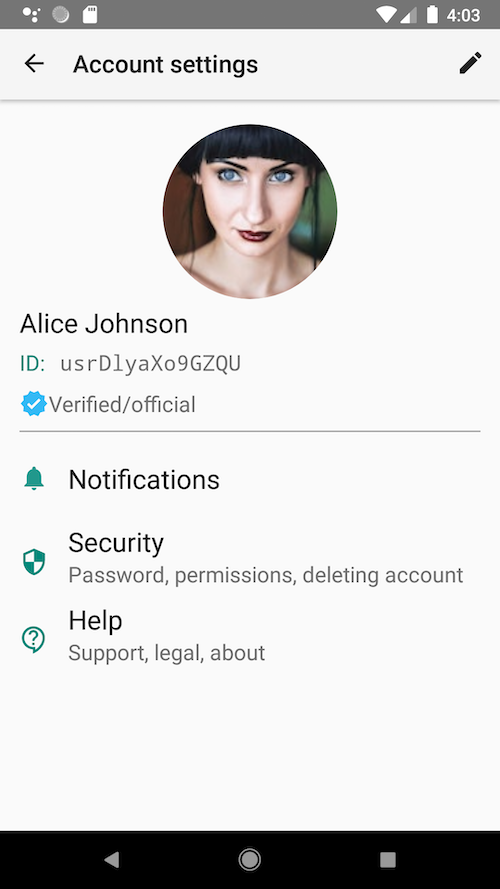 4:03
Account settings
Alice Johnson
ID: usrDlyaXo9GZQU
Verified/official
Notifications
Security
Password, permissions, deleting account
Help
Support, legal, about